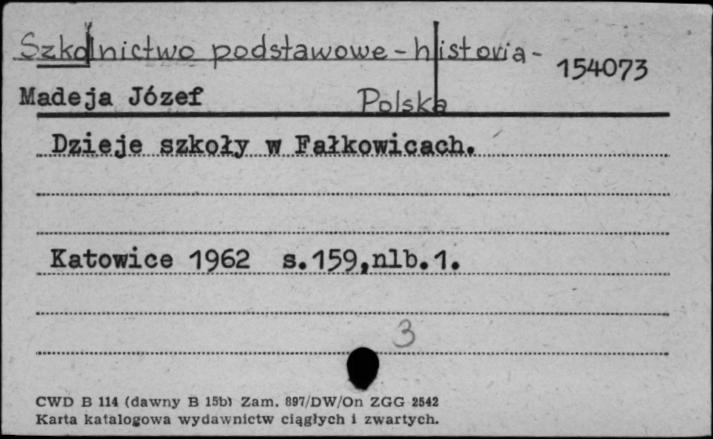 Szkolnictwo podstawowe - historia -
154073
Madeja Józef
Polska
Dzieje szkoły w Fałkowicach.
Katowice 1962 s.159,nlb.1.
3
CWD B 114 (dawny B 15b) Zam. 897/DW/On ZGG 2542
Karta katalogowa wydawnictw ciągłych i zwartych.